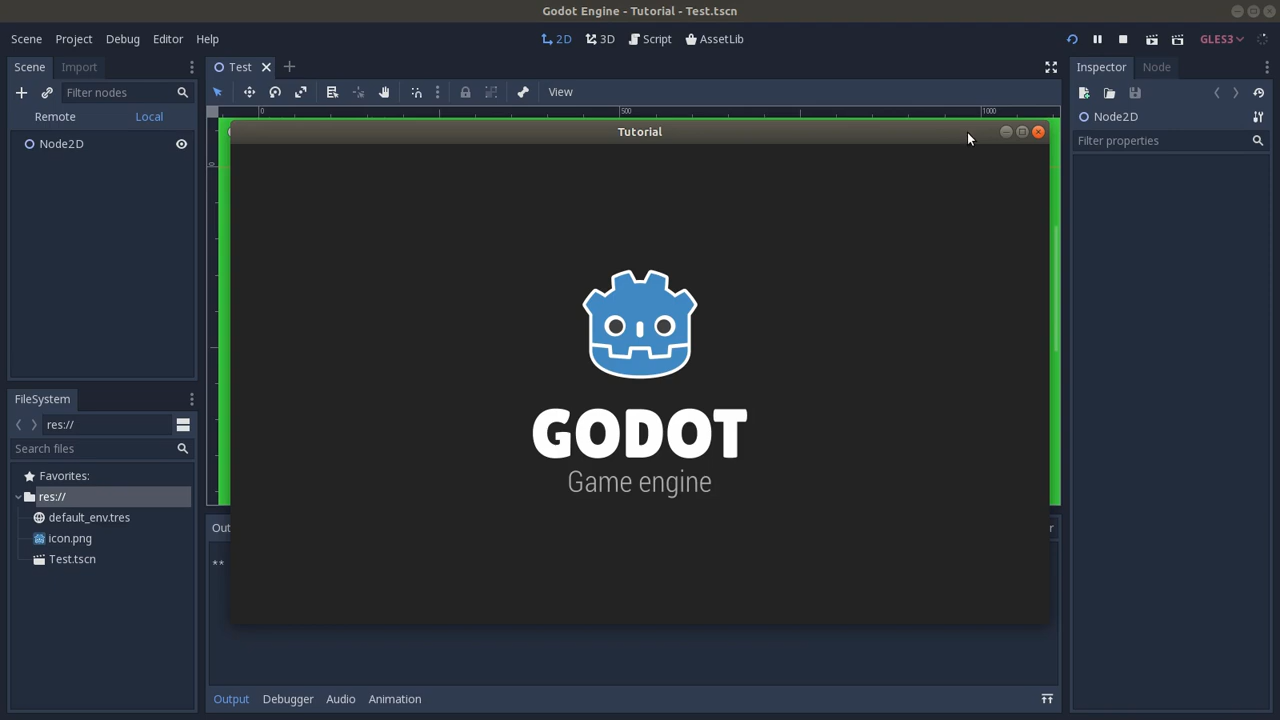 Godot Engine - Tutorial - Test.tscn
Scene Project Debug Editor Help
2D 3D Script AssetLib
GLES3
Scene Import
Test
Inspector Node
Filter nodes
View
Remote Local
Node2D
Filter properties
0 500 1000
Tutorial
Node2D
0
GODOT
Game engine
FileSystem
res://
Search files
Favorites:
res://
default_env.tres
icon.png
Test.tscn
**
Output Debugger Audio Animation